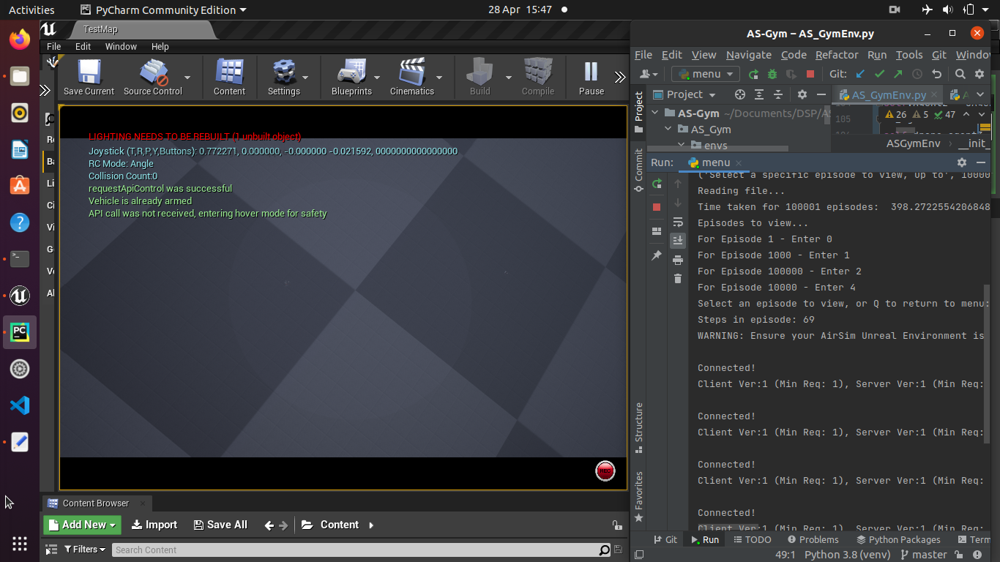 Activities
PyCharm Community Edition
28 Apr 15:47
TestMap
File Edit Window Help
Save Current
Source Control
Content
Settings
Blueprints
Cinematics
Build
Compile
Pause
LIGHTING NEEDS TO BE REBUILT (1 unbuilt object)
Joystick (T,R,P,Y,Buttons): 0.772271, 0.000000, -0.000000 -0.021592, 0000000000000000
RC Mode: Angle
Collision Count:0
requestApiControl was successful
Vehicle is already armed
API call was not received, entering hover mode for safety
REC
Content Browser
Add New
Import
Save All
Content
Filters
Search Content
AS-Gym – AS_GymEnv.py
File Edit View Navigate Code Refactor Run Tools Git Windo
menu
Git:
Project
AS_GymEnv.py
AS-Gym ~/Documents/DSP/AS
AS_Gym
envs
105
26 5 47
ASGymEnv
__init_
Project
Commit
Structure
Favorites
Run: menu
('Select a specific episode to view, Up to', 10000
Reading file...
Time taken for 100001 episodes: 398.2722554206848
Episodes to view...
For Episode 1 - Enter 0
For Episode 1000 - Enter 1
For Episode 100000 - Enter 2
For Episode 10000 - Enter 4
Select an episode to view, or Q to return to menu:
Steps in episode: 69
WARNING: Ensure your AirSim Unreal Environment is
Connected!
Client Ver:1 (Min Req: 1), Server Ver:1 (Min Req:
Connected!
Client Ver:1 (Min Req: 1), Server Ver:1 (Min Req:
Connected!
Client Ver:1 (Min Req: 1), Server Ver:1 (Min Req:
Connected!
Client Ver:1 (Min Req: 1), Server Ver:1 (Min Req:
Git
Run
TODO
Problems
Python Packages
Term
49:1 Python 3.8 (venv) master